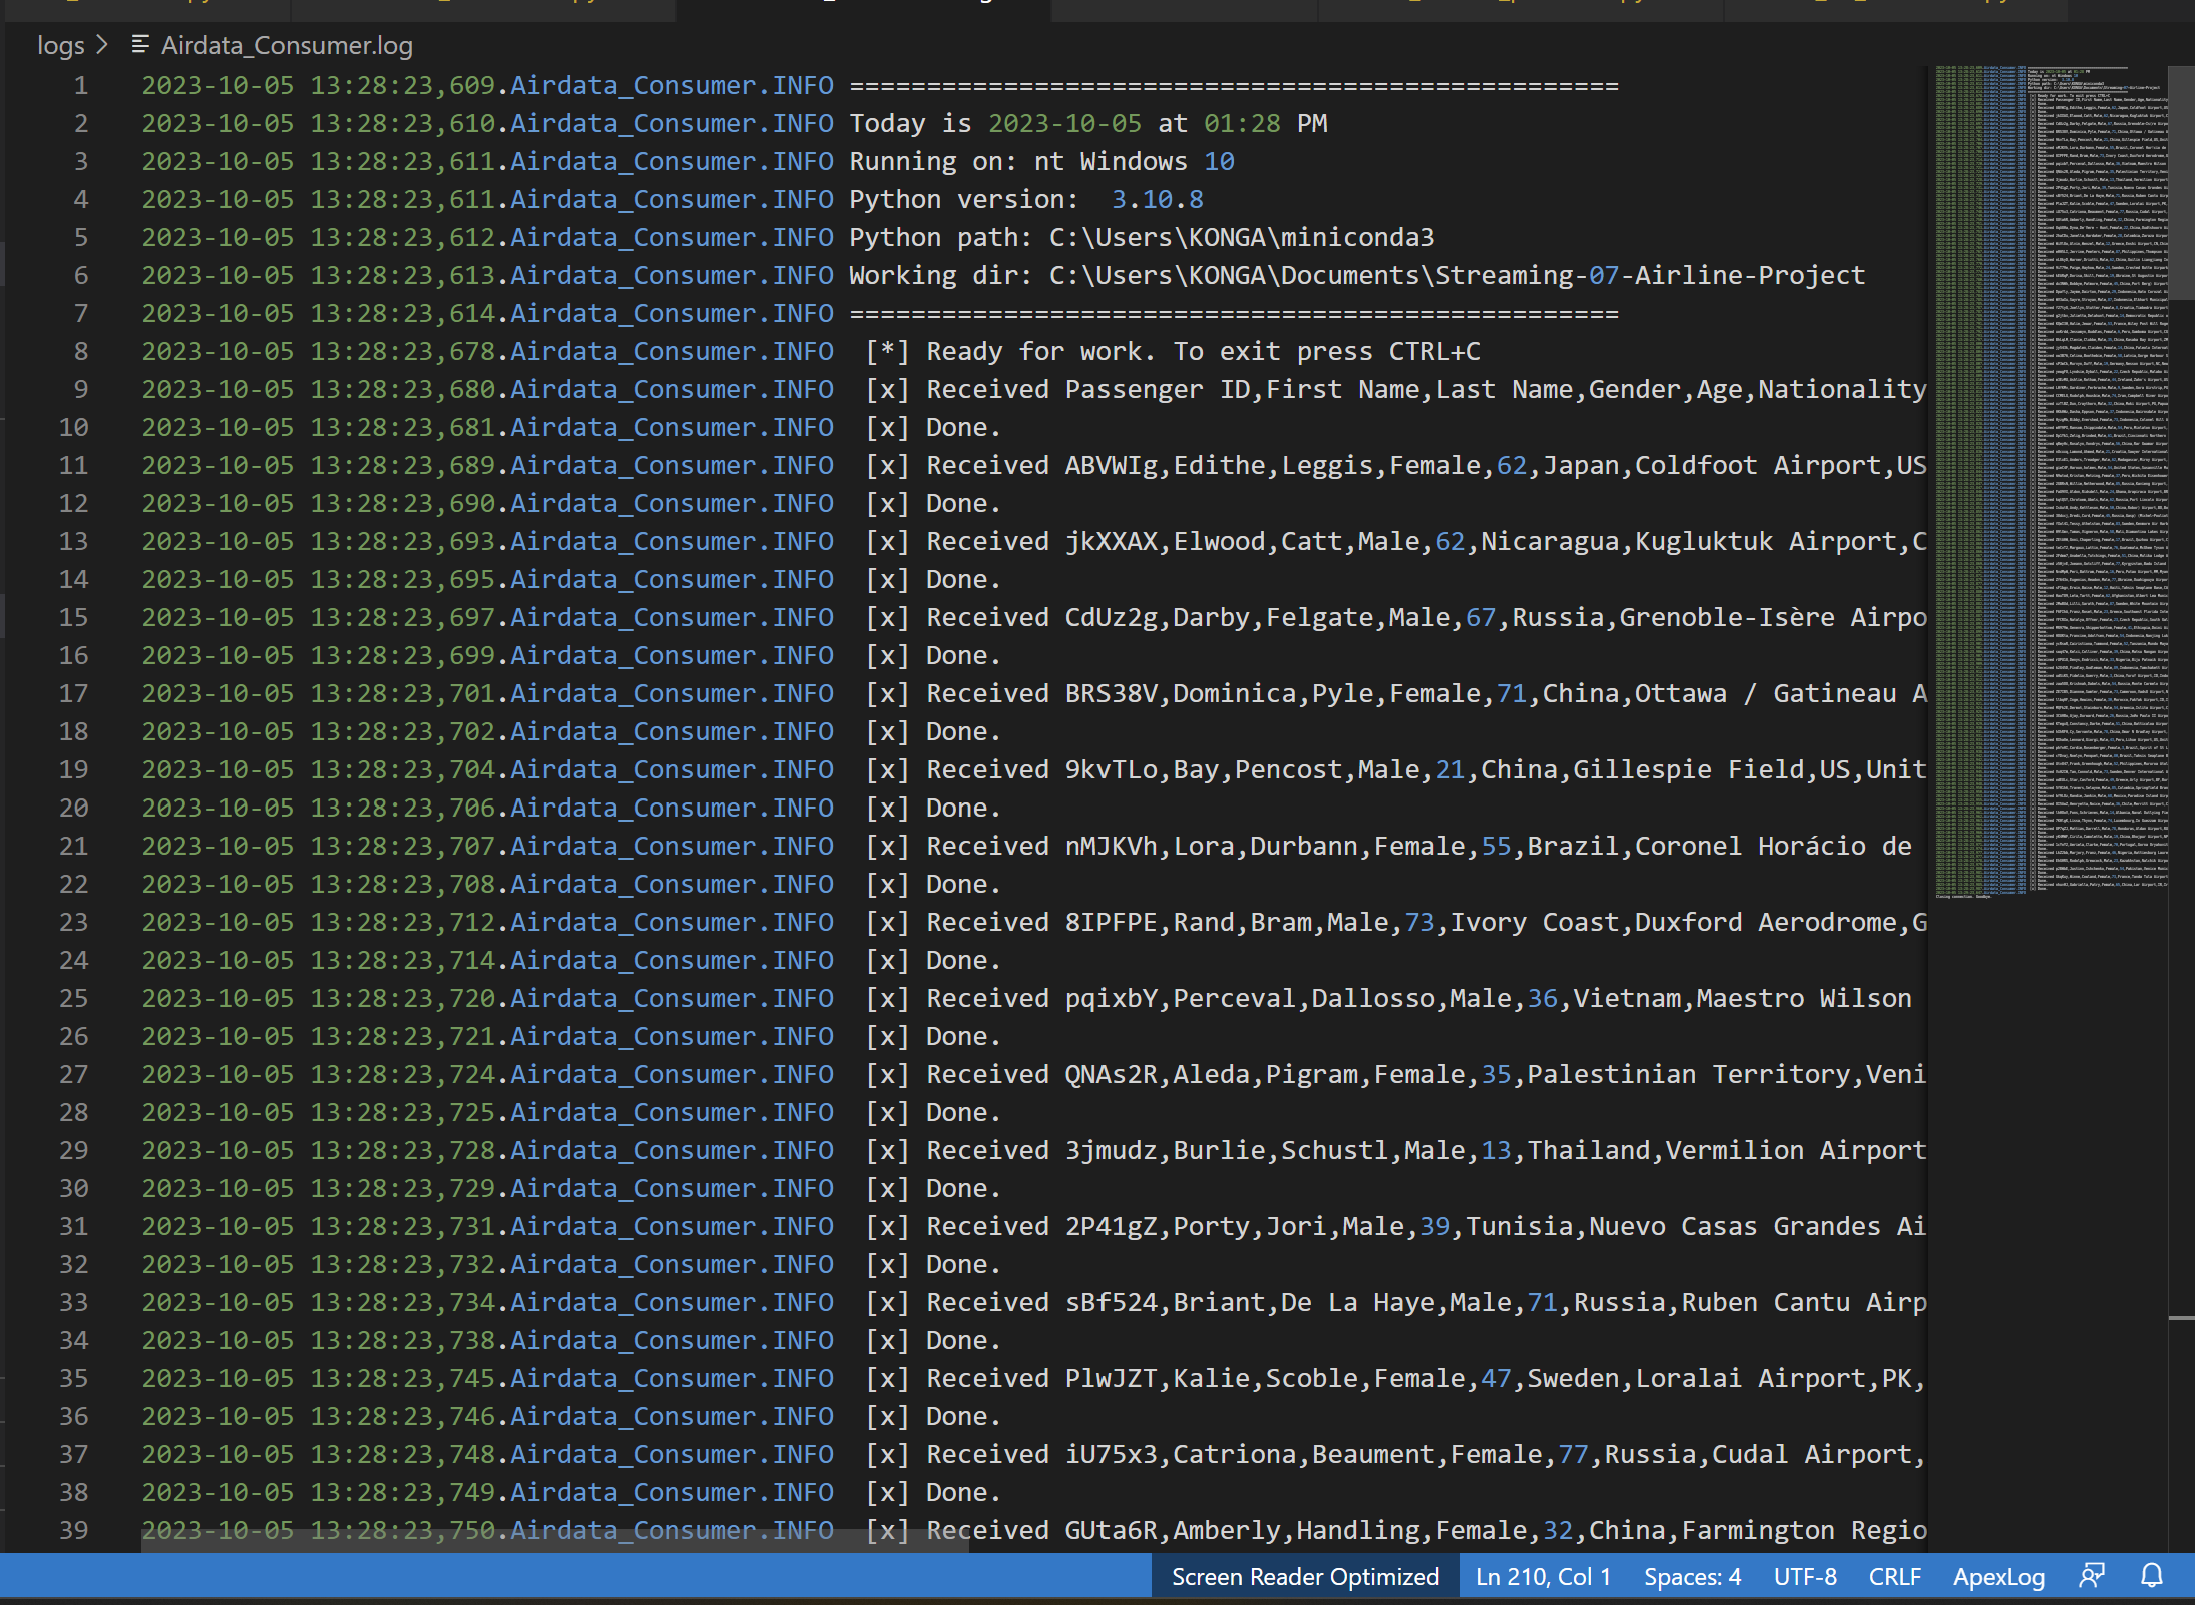 logs > Airdata_Consumer.log
1 2023-10-05 13:28:23,609.Airdata_Consumer.INFO ==================================================
2 2023-10-05 13:28:23,610.Airdata_Consumer.INFO Today is 2023-10-05 at 01:28 PM
3 2023-10-05 13:28:23,611.Airdata_Consumer.INFO Running on: nt Windows 10
4 2023-10-05 13:28:23,611.Airdata_Consumer.INFO Python version:  3.10.8
5 2023-10-05 13:28:23,612.Airdata_Consumer.INFO Python path: C:\Users\KONGA\miniconda3
6 2023-10-05 13:28:23,613.Airdata_Consumer.INFO Working dir: C:\Users\KONGA\Documents\Streaming-07-Airline-Project
7 2023-10-05 13:28:23,614.Airdata_Consumer.INFO ==================================================
8 2023-10-05 13:28:23,678.Airdata_Consumer.INFO  [*] Ready for work. To exit press CTRL+C
9 2023-10-05 13:28:23,680.Airdata_Consumer.INFO  [x] Received Passenger ID,First Name,Last Name,Gender,Age,Nationality
10 2023-10-05 13:28:23,681.Airdata_Consumer.INFO  [x] Done.
11 2023-10-05 13:28:23,689.Airdata_Consumer.INFO  [x] Received ABVWIg,Edithe,Leggis,Female,62,Japan,Coldfoot Airport,US
12 2023-10-05 13:28:23,690.Airdata_Consumer.INFO  [x] Done.
13 2023-10-05 13:28:23,693.Airdata_Consumer.INFO  [x] Received jkXXAX,Elwood,Catt,Male,62,Nicaragua,Kugluktuk Airport,C
14 2023-10-05 13:28:23,695.Airdata_Consumer.INFO  [x] Done.
15 2023-10-05 13:28:23,697.Airdata_Consumer.INFO  [x] Received CdUz2g,Darby,Felgate,Male,67,Russia,Grenoble-Isère Airpo
16 2023-10-05 13:28:23,699.Airdata_Consumer.INFO  [x] Done.
17 2023-10-05 13:28:23,701.Airdata_Consumer.INFO  [x] Received BRS38V,Dominica,Pyle,Female,71,China,Ottawa / Gatineau A
18 2023-10-05 13:28:23,702.Airdata_Consumer.INFO  [x] Done.
19 2023-10-05 13:28:23,704.Airdata_Consumer.INFO  [x] Received 9kvTLo,Bay,Pencost,Male,21,China,Gillespie Field,US,Unit
20 2023-10-05 13:28:23,706.Airdata_Consumer.INFO  [x] Done.
21 2023-10-05 13:28:23,707.Airdata_Consumer.INFO  [x] Received nMJKVh,Lora,Durbann,Female,55,Brazil,Coronel Horácio de
22 2023-10-05 13:28:23,708.Airdata_Consumer.INFO  [x] Done.
23 2023-10-05 13:28:23,712.Airdata_Consumer.INFO  [x] Received 8IPFPE,Rand,Bram,Male,73,Ivory Coast,Duxford Aerodrome,G
24 2023-10-05 13:28:23,714.Airdata_Consumer.INFO  [x] Done.
25 2023-10-05 13:28:23,720.Airdata_Consumer.INFO  [x] Received pqixbY,Perceval,Dallosso,Male,36,Vietnam,Maestro Wilson
26 2023-10-05 13:28:23,721.Airdata_Consumer.INFO  [x] Done.
27 2023-10-05 13:28:23,724.Airdata_Consumer.INFO  [x] Received QNAs2R,Aleda,Pigram,Female,35,Palestinian Territory,Veni
28 2023-10-05 13:28:23,725.Airdata_Consumer.INFO  [x] Done.
29 2023-10-05 13:28:23,728.Airdata_Consumer.INFO  [x] Received 3jmudz,Burlie,Schustl,Male,13,Thailand,Vermilion Airport
30 2023-10-05 13:28:23,729.Airdata_Consumer.INFO  [x] Done.
31 2023-10-05 13:28:23,731.Airdata_Consumer.INFO  [x] Received 2P41gZ,Porty,Jori,Male,39,Tunisia,Nuevo Casas Grandes Ai
32 2023-10-05 13:28:23,732.Airdata_Consumer.INFO  [x] Done.
33 2023-10-05 13:28:23,734.Airdata_Consumer.INFO  [x] Received sBf524,Briant,De La Haye,Male,71,Russia,Ruben Cantu Airp
34 2023-10-05 13:28:23,738.Airdata_Consumer.INFO  [x] Done.
35 2023-10-05 13:28:23,745.Airdata_Consumer.INFO  [x] Received PlwJZT,Kalie,Scoble,Female,47,Sweden,Loralai Airport,PK,
36 2023-10-05 13:28:23,746.Airdata_Consumer.INFO  [x] Done.
37 2023-10-05 13:28:23,748.Airdata_Consumer.INFO  [x] Received iU75x3,Catriona,Beaument,Female,77,Russia,Cudal Airport,
38 2023-10-05 13:28:23,749.Airdata_Consumer.INFO  [x] Done.
39 2023-10-05 13:28:23,750.Airdata_Consumer.INFO  [x] Received GUta6R,Amberly,Handling,Female,32,China,Farmington Regio
Screen Reader Optimized Ln 210, Col 1 Spaces: 4 UTF-8 CRLF ApexLog